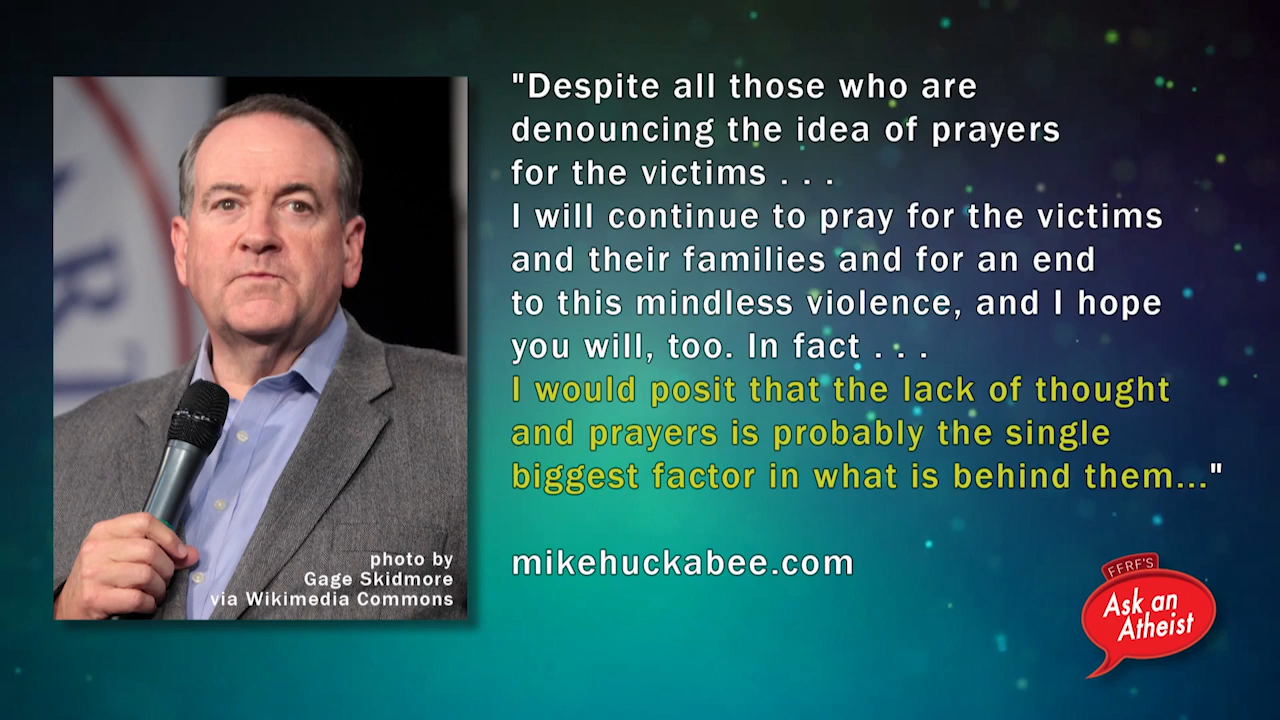 "Despite all those who are
denouncing the idea of prayers
for the victims . . .
I will continue to pray for the victims
and their families and for an end
to this mindless violence, and I hope
you will, too. In fact . . .
I would posit that the lack of thought
and prayers is probably the single
biggest factor in what is behind them..."
mikehuckabee.com
photo by
Gage Skidmore
via Wikimedia Commons
FFRF'S
Ask an
Atheist